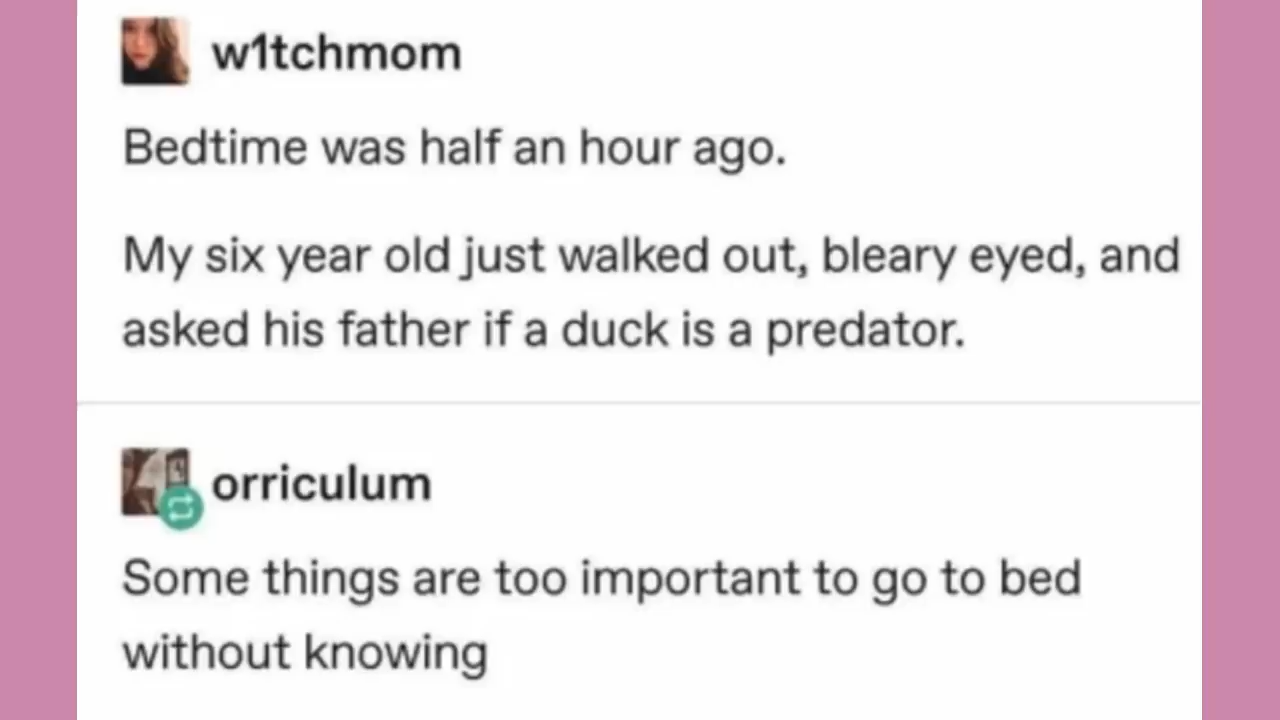 w1tchmom
Bedtime was half an hour ago.
My six year old just walked out, bleary eyed, and
asked his father if a duck is a predator.
orriculum
Some things are too important to go to bed
without knowing